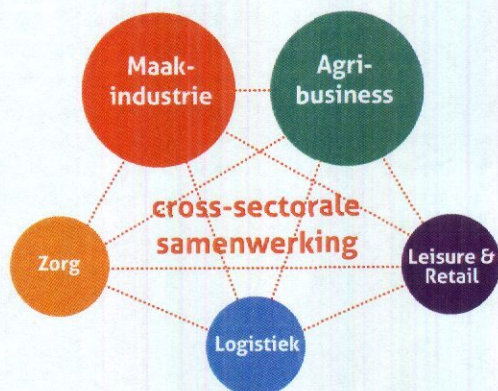 Maak-
industrie
Agri-
business
cross-sectorale
samenwerking
Zorg
Leisure &
Retail
Logistiek